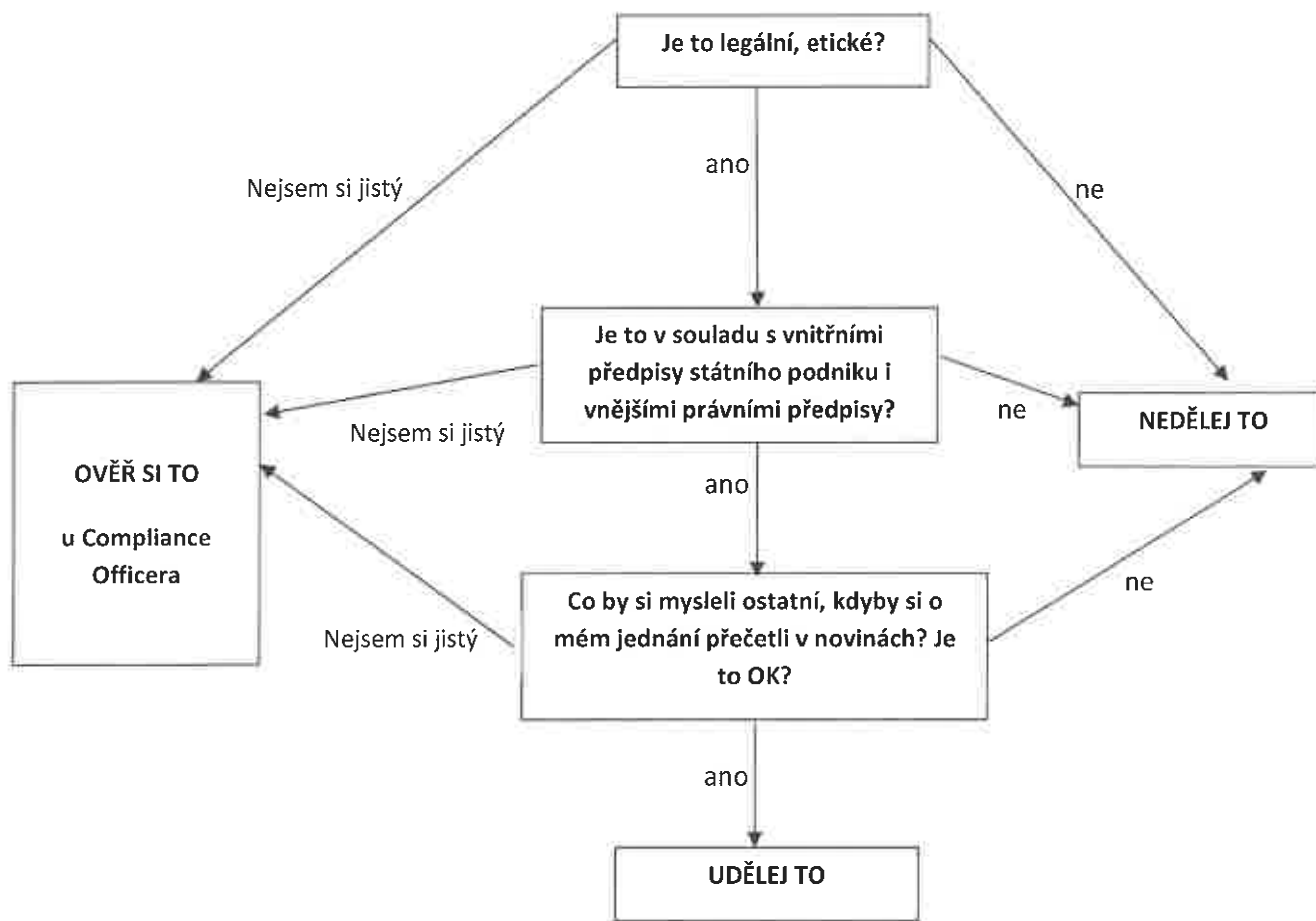 Je to legální, etické?
Nejsem si jistý
ano
ne
Je to v souladu s vnitřními
předpisy státního podniku i
vnějšími právními předpisy?
Nejsem si jistý
ne
NEDĚLEJ TO
OVĚŘ SI TO
u Compliance
Officera
ano
Co by si mysleli ostatní, kdyby si o
mém jednání přečetli v novinách? Je
to OK?
Nejsem si jistý
ne
ano
UDĚLEJ TO